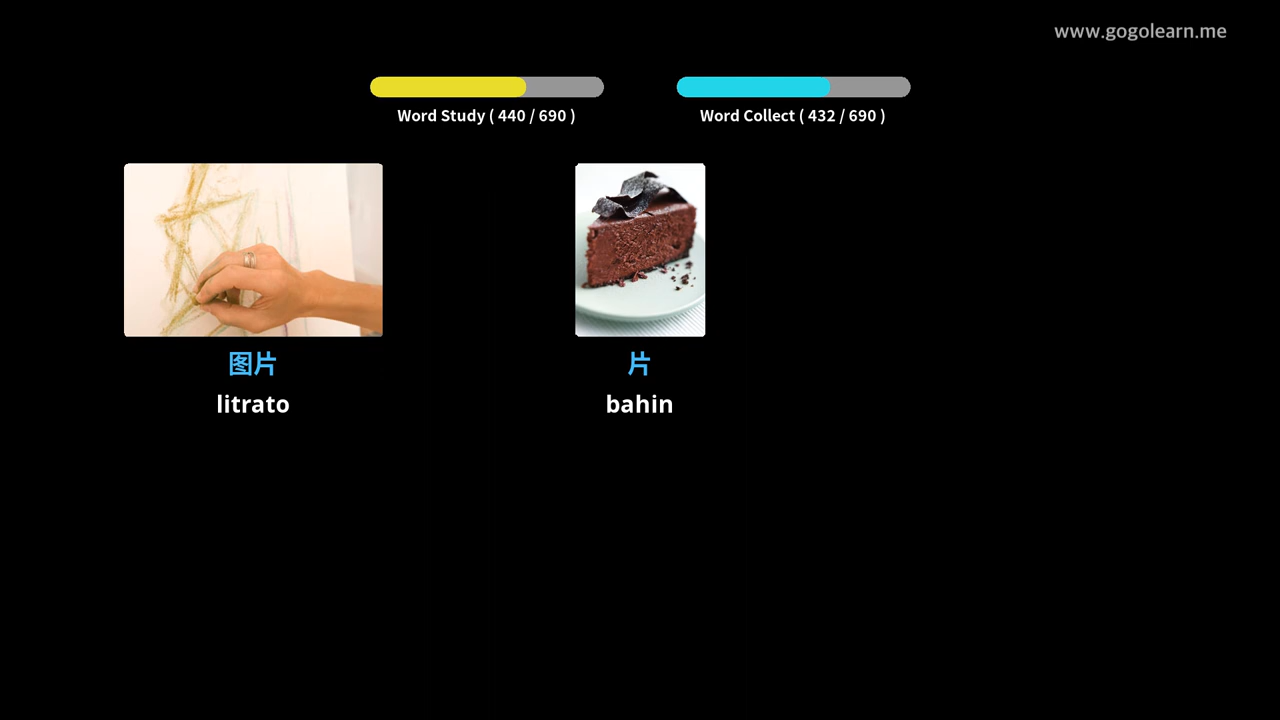 www.gogolearn.me
Word Study ( 440 / 690 )
Word Collect ( 432 / 690 )
图片
litrato
片
bahin